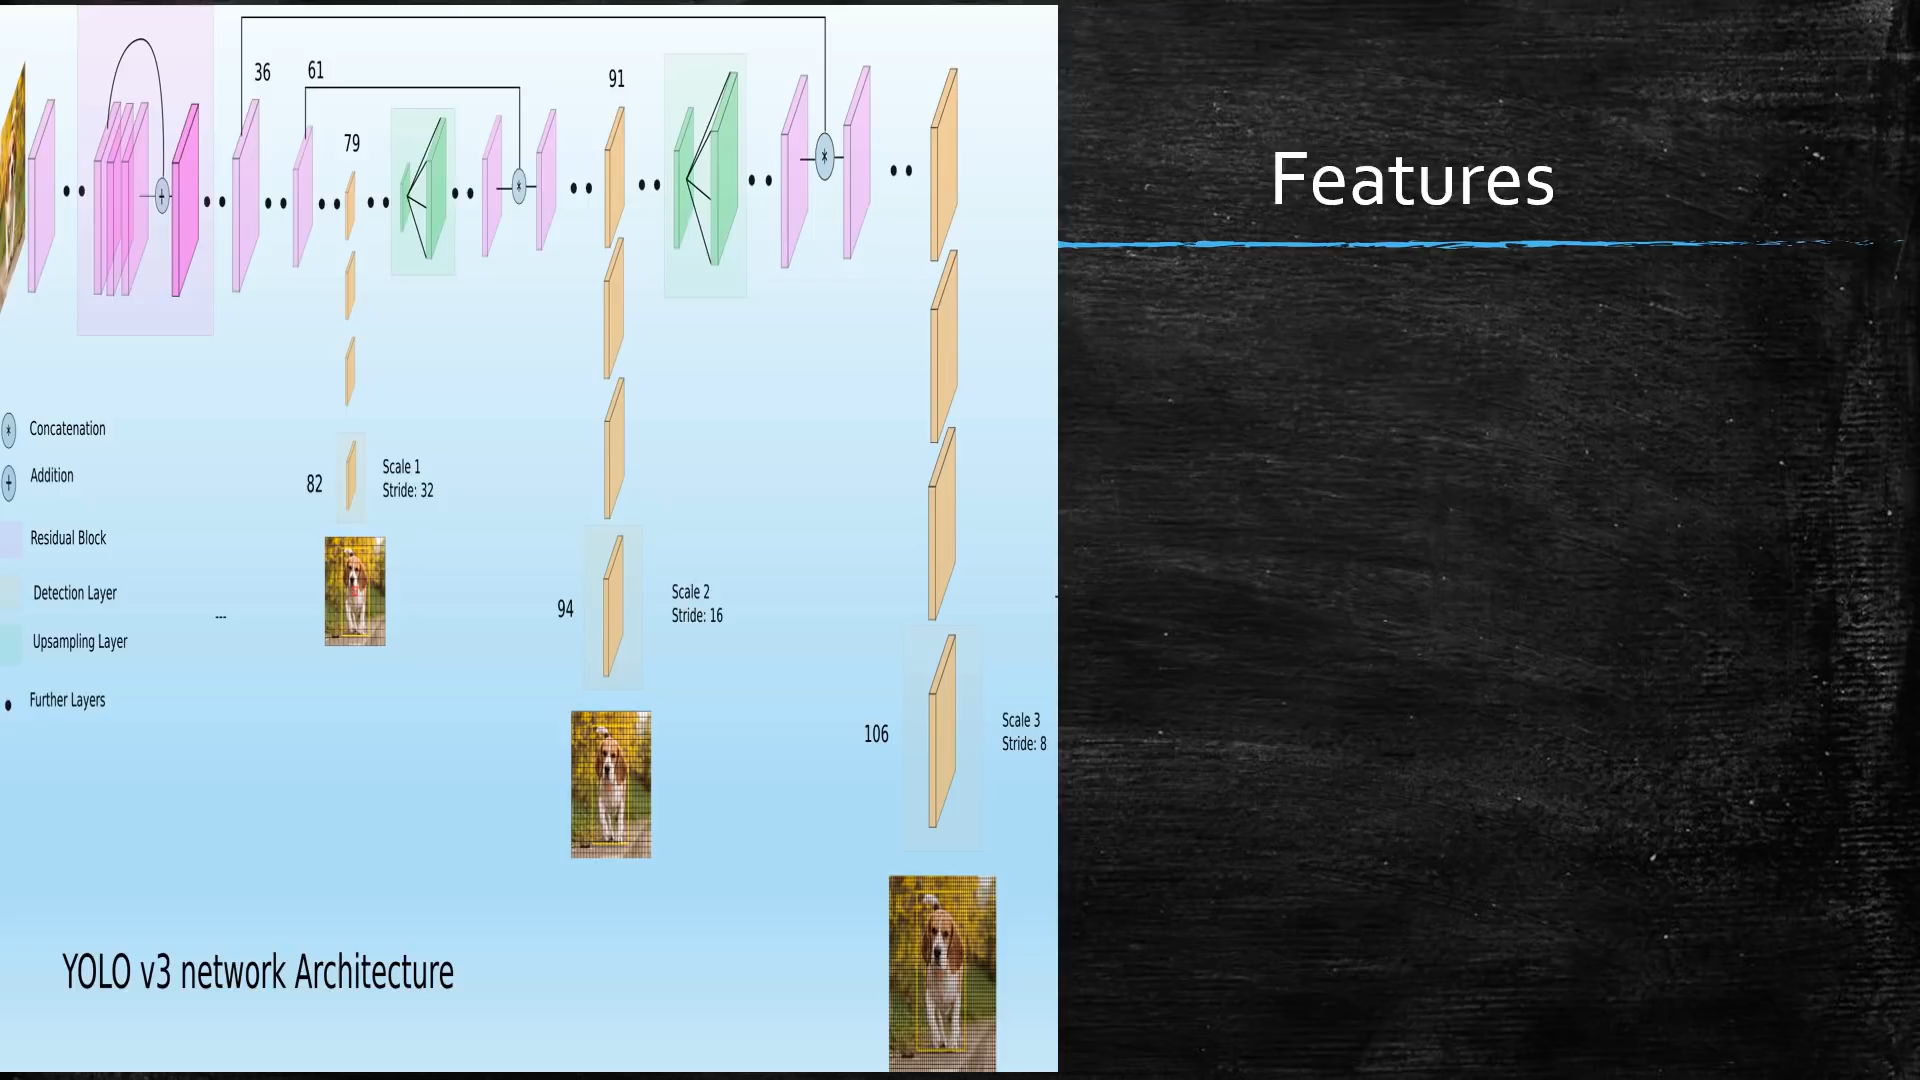 36
61
91
79
Features
Concatenation
Addition
Residual Block
Detection Layer
Upsampling Layer
Further Layers
---
82
Scale 1
Stride: 32
94
Scale 2
Stride: 16
106
Scale 3
Stride: 8
YOLO v3 network Architecture